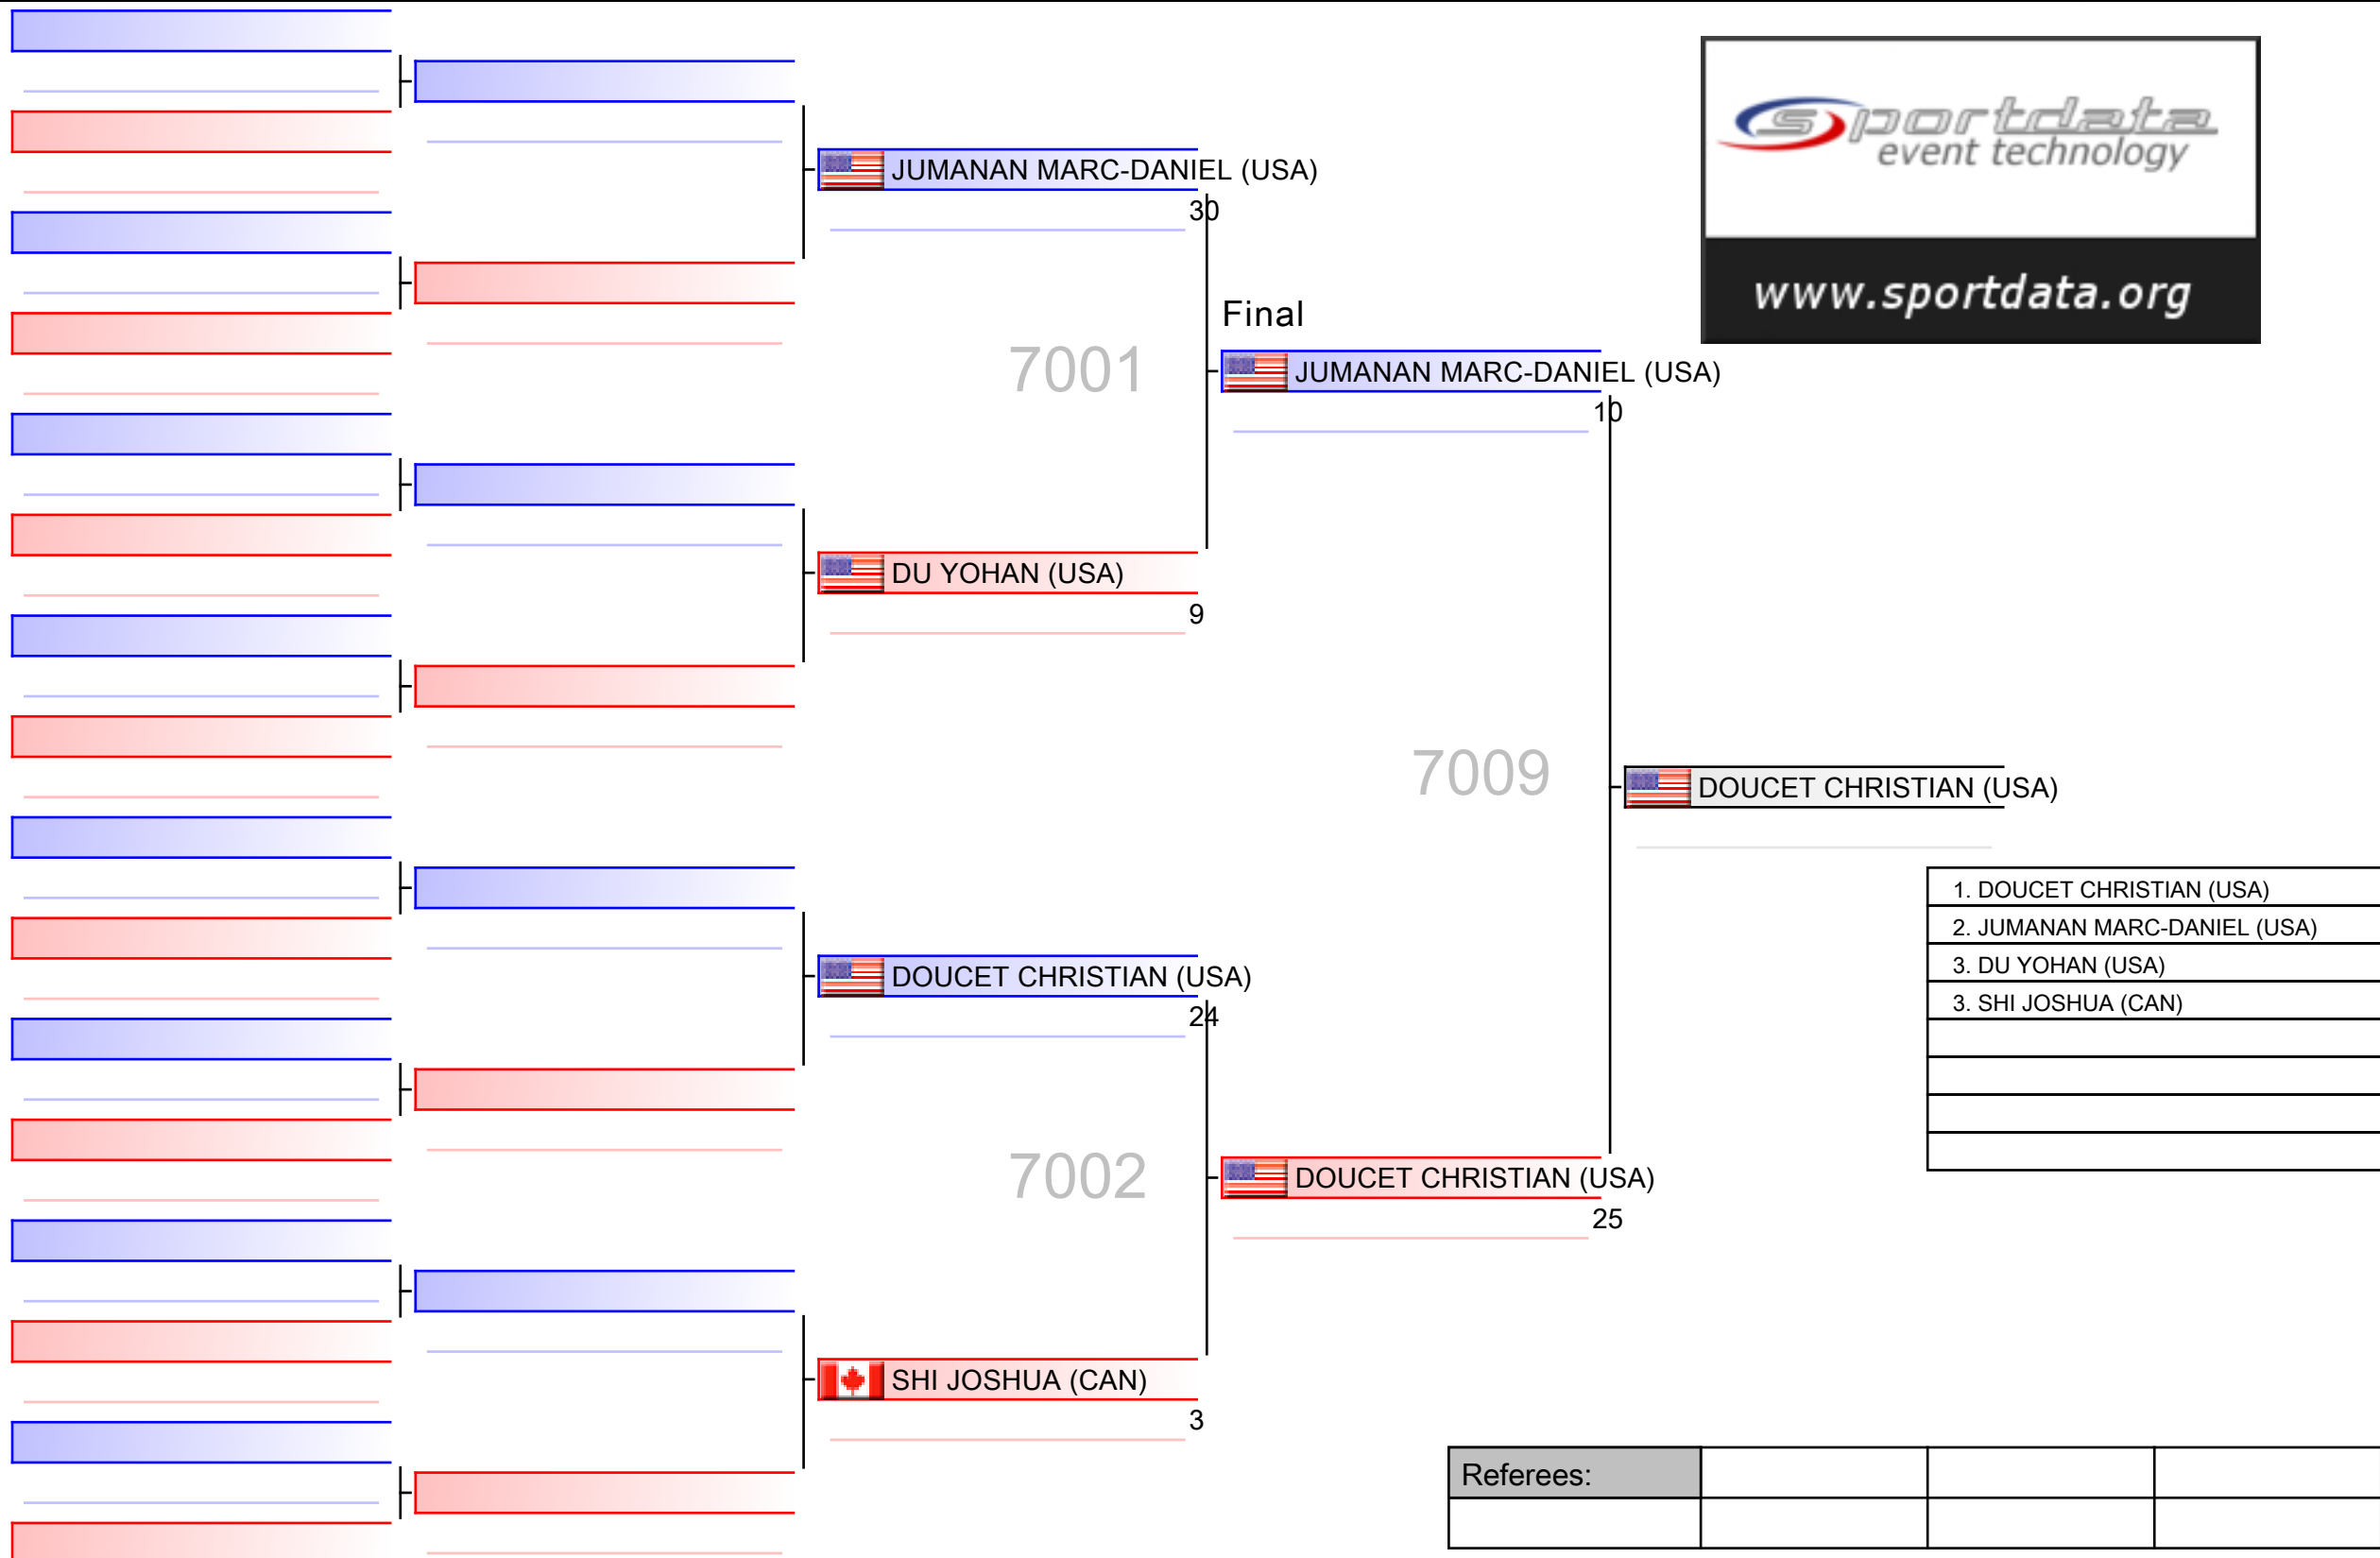 sportdata
event technology
www.sportdata.org
JUMANAN MARC-DANIEL (USA)
30
7001
DU YOHAN (USA)
9
Final
JUMANAN MARC-DANIEL (USA)
10
7009
DOUCET CHRISTIAN (USA)
1. DOUCET CHRISTIAN (USA)
2. JUMANAN MARC-DANIEL (USA)
3. DU YOHAN (USA)
3. SHI JOSHUA (CAN)
DOUCET CHRISTIAN (USA)
24
7002
DOUCET CHRISTIAN (USA)
25
SHI JOSHUA (CAN)
3
Referees: